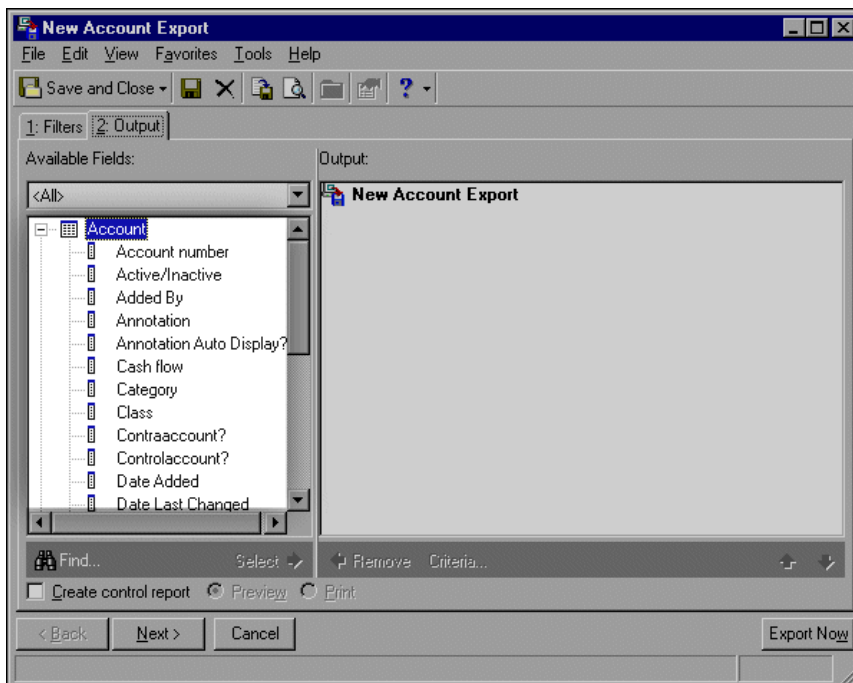 New Account Export
File Edit View Favorites Tools Help
Save and Close ?
1: Filters 2: Output
Available Fields: Output:
<All>
New Account Export
Account
Account number
Active/Inactive
Added By
Annotation
Annotation Auto Display?
Cash flow
Category
Class
Contraaccount?
Controlaccount?
Date Added
Date Last Changed
Find... Select Remove Criteria...
Create control report Preview Print
< Back Next > Cancel Export Now